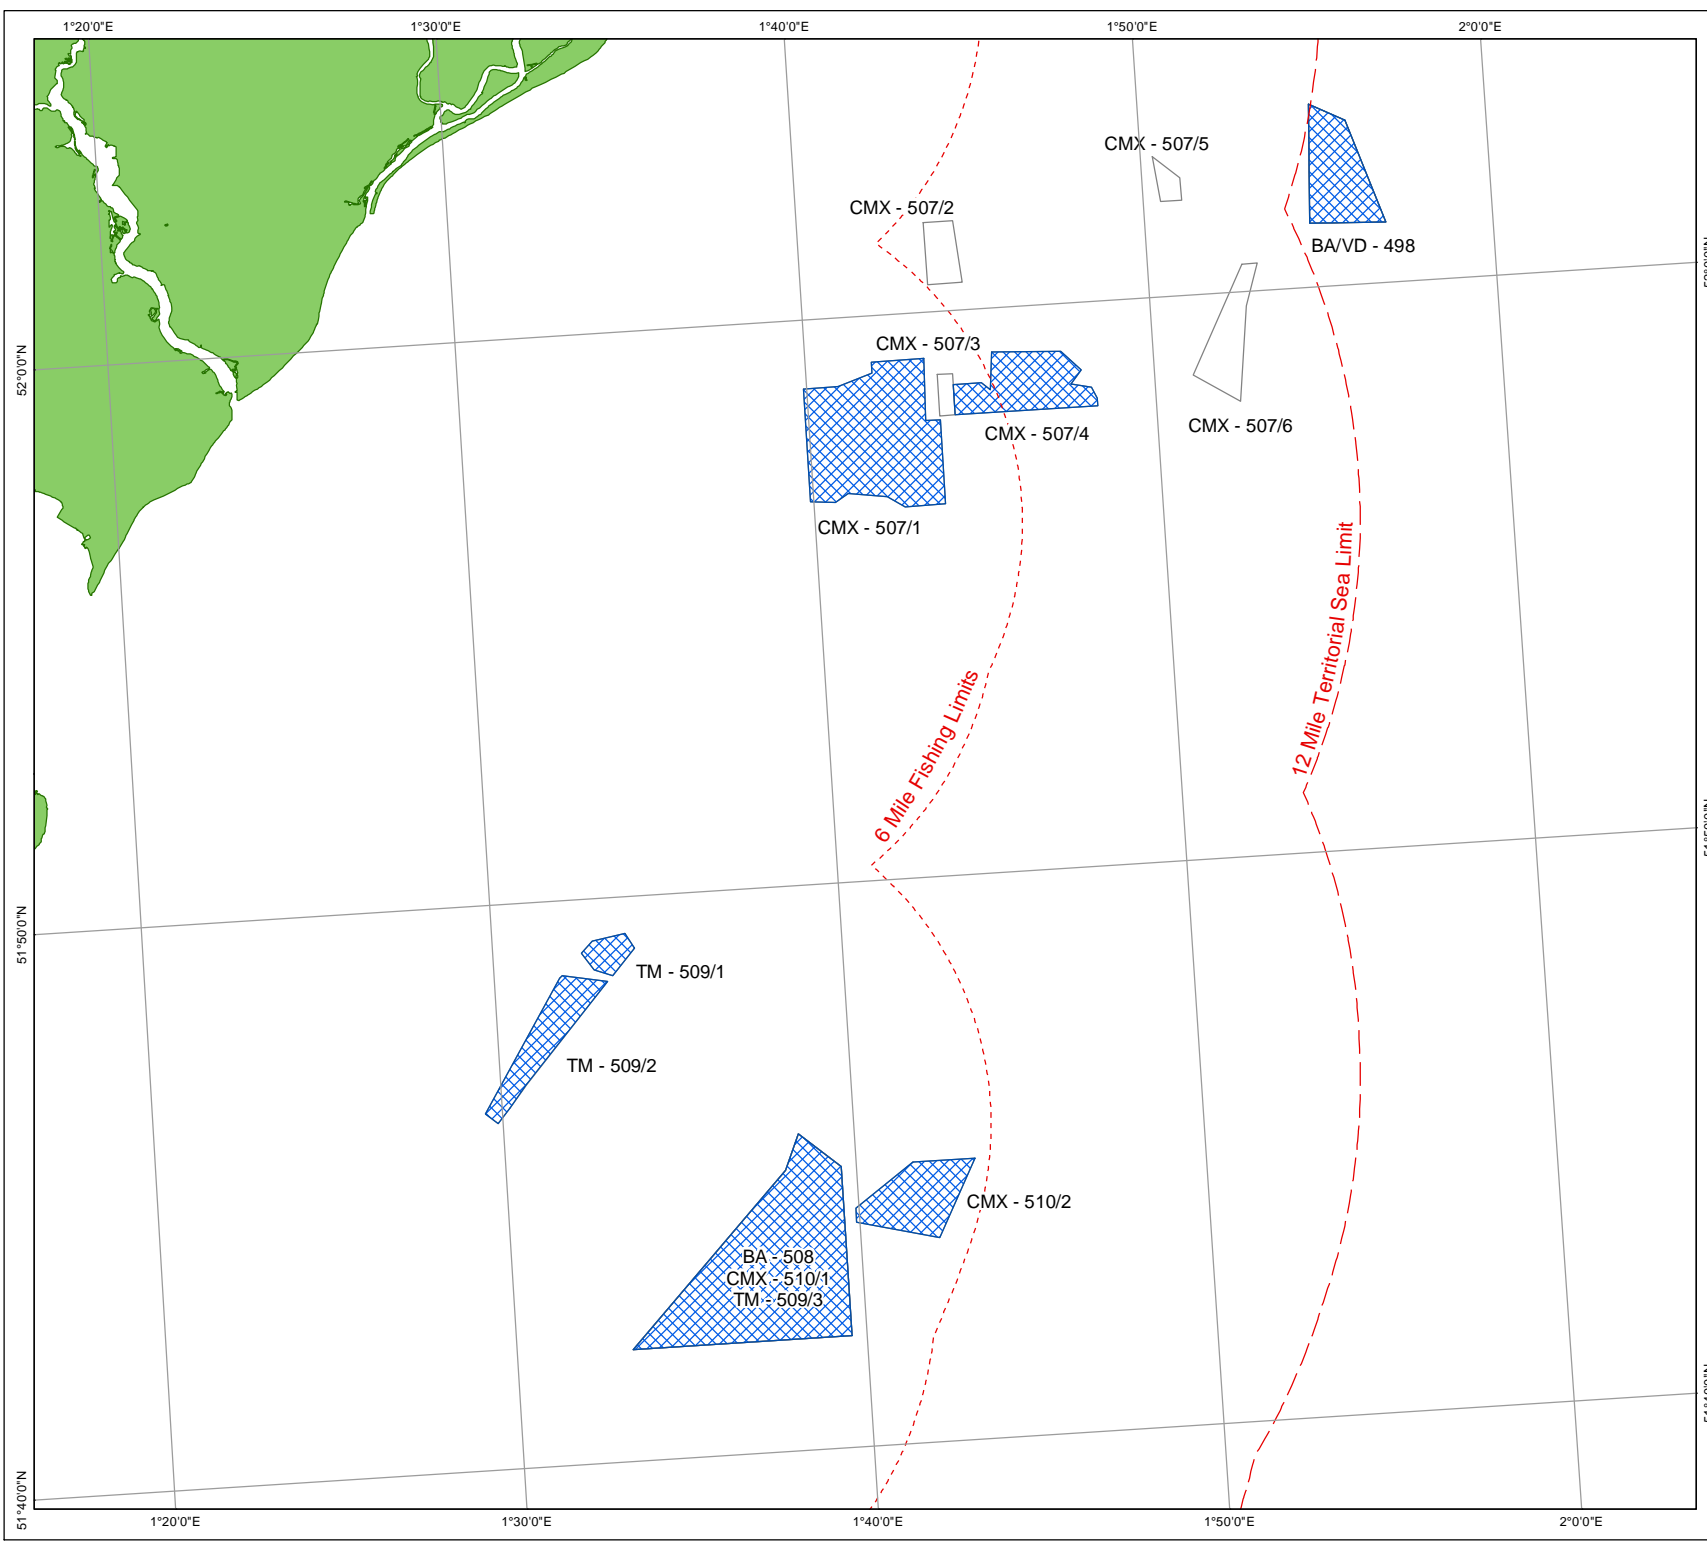 1°20'0"E
1°30'0"E
1°40'0"E
1°50'0"E
2°0'0"E
CMX - 507/5
CMX - 507/2
BA/VD - 498
52°0'0"N
CMX - 507/3
CMX - 507/6
CMX - 507/4
CMX - 507/1
12 Mile Territorial Sea Limit
6 Mile Fishing Limits
51°50'0"N
TM - 509/1
TM - 509/2
CMX - 510/2
BA - 508
CMX - 510/1
TM - 509/3
51°40'0"N
1°20'0"E
1°30'0"E
1°40'0"E
1°50'0"E
2°0'0"E